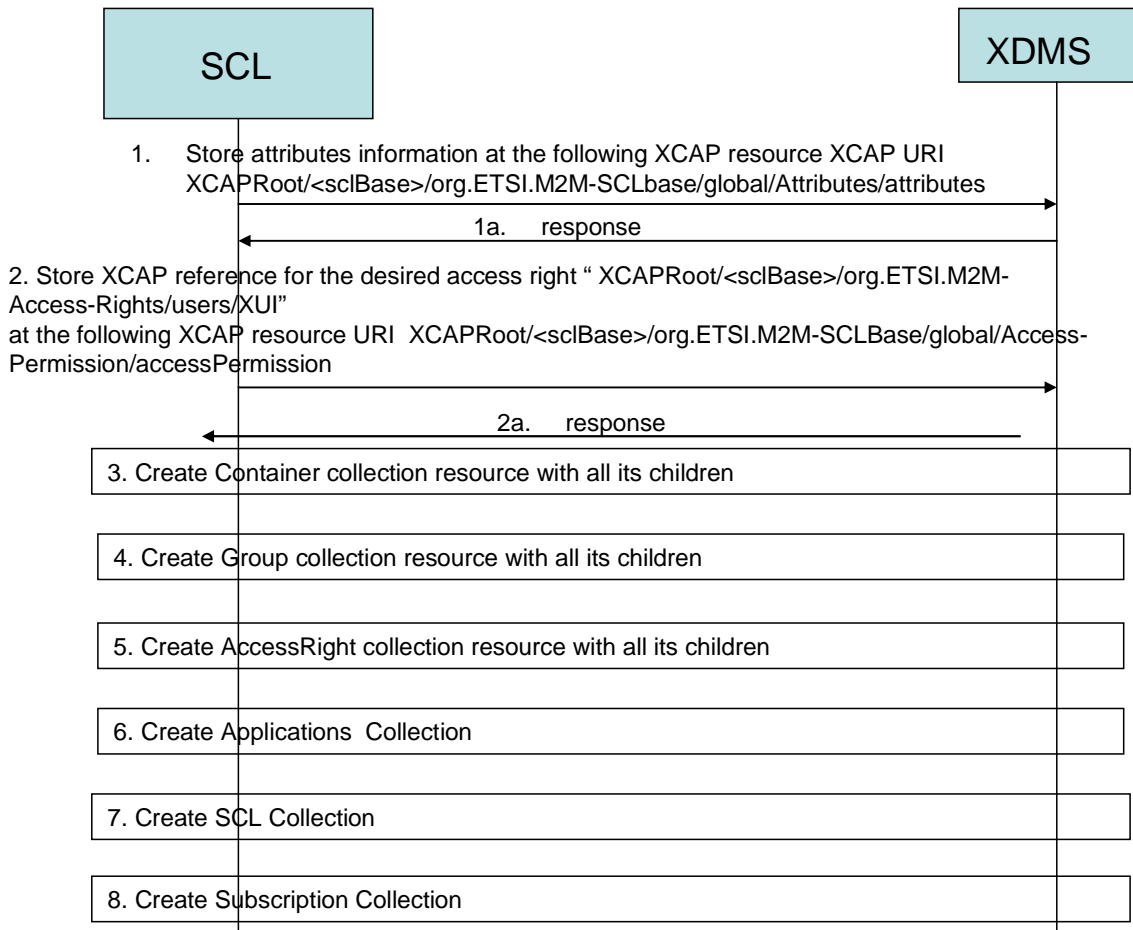 SCL
XDMS
1. Store attributes information at the following XCAP resource XCAP URI
XCAPRoot/<sclBase>/org.ETSI.M2M-SCLbase/global/Attributes/attributes
1a. response
2. Store XCAP reference for the desired access right “ XCAPRoot/<sclBase>/org.ETSI.M2M-
Access-Rights/users/XUI”
at the following XCAP resource URI XCAPRoot/<sclBase>/org.ETSI.M2M-SCLBase/global/Access-
Permission/accessPermission
2a. response
3. Create Container collection resource with all its children
4. Create Group collection resource with all its children
5. Create AccessRight collection resource with all its children
6. Create Applications Collection
7. Create SCL Collection
8. Create Subscription Collection